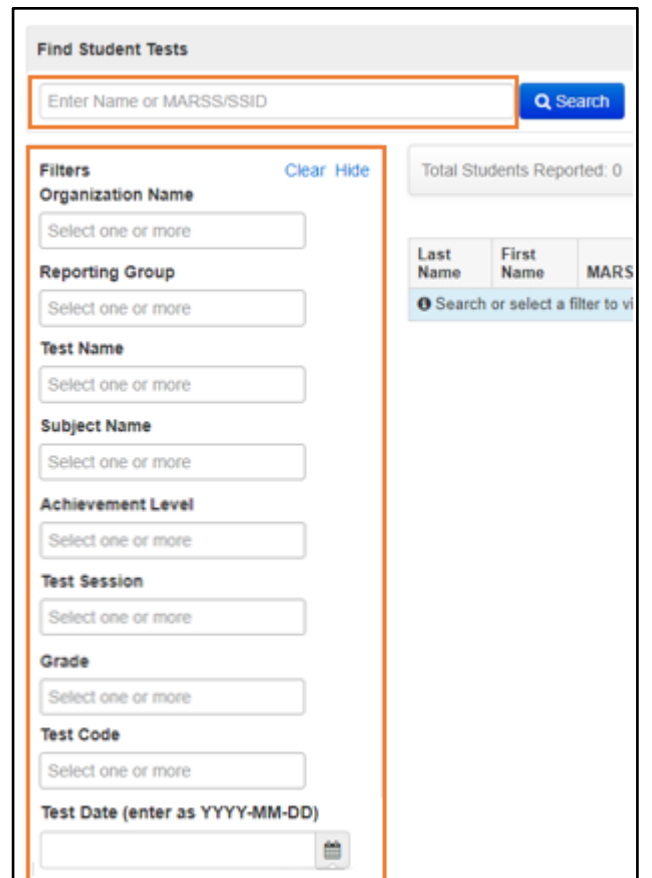 Find Student Tests
Enter Name or MARSS/SSID
Search
Filters
Clear Hide
Organization Name
Select one or more
Reporting Group
Select one or more
Test Name
Select one or more
Subject Name
Select one or more
Achievement Level
Select one or more
Test Session
Select one or more
Grade
Select one or more
Test Code
Select one or more
Test Date (enter as YYYY-MM-DD)
Total Students Reported: 0
Last Name
First Name
MARS
Search or select a filter to vi